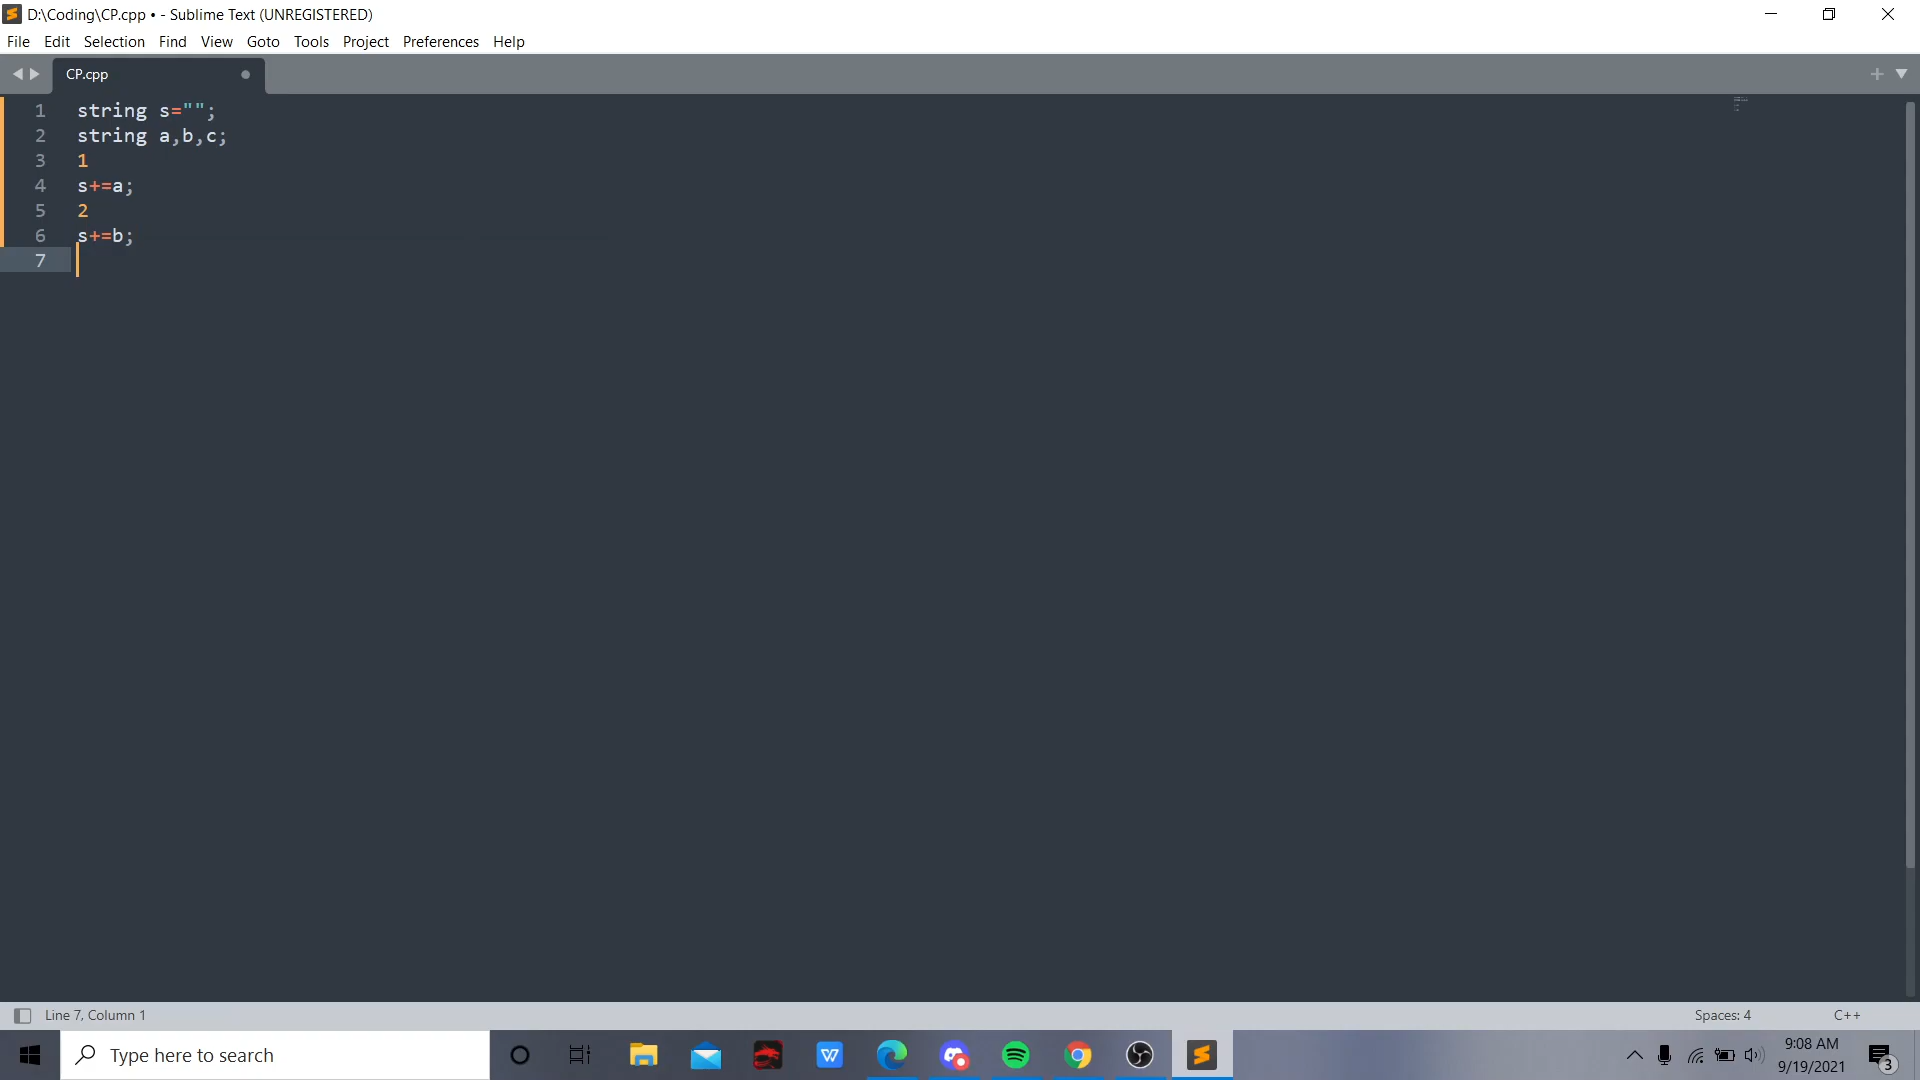 D:\Coding\CP.cpp • - Sublime Text (UNREGISTERED)
File Edit Selection Find View Goto Tools Project Preferences Help
CP.cpp
1 string s="";
2 string a,b,c;
3 1
4 s+=a;
5 2
6 s+=b;
7
Line 7, Column 1 Spaces: 4 C++
Type here to search
9:08 AM
9/19/2021
3